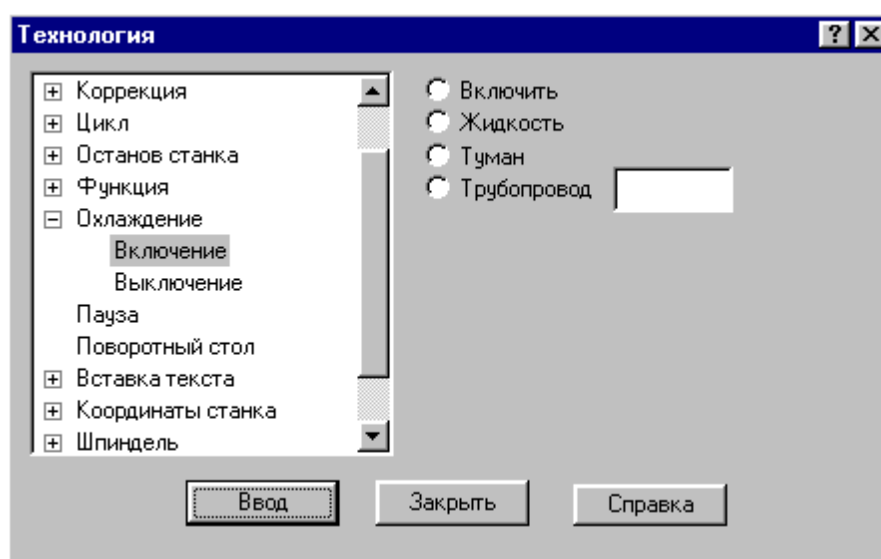 Технология
Коррекция
Цикл
Останов станка
Функция
Охлаждение
Включение
Выключение
Пауза
Поворотный стол
Вставка текста
Координаты станка
Шпиндель
Включить
Жидкость
Туман
Трубопровод
Ввод
Закрыть
Справка